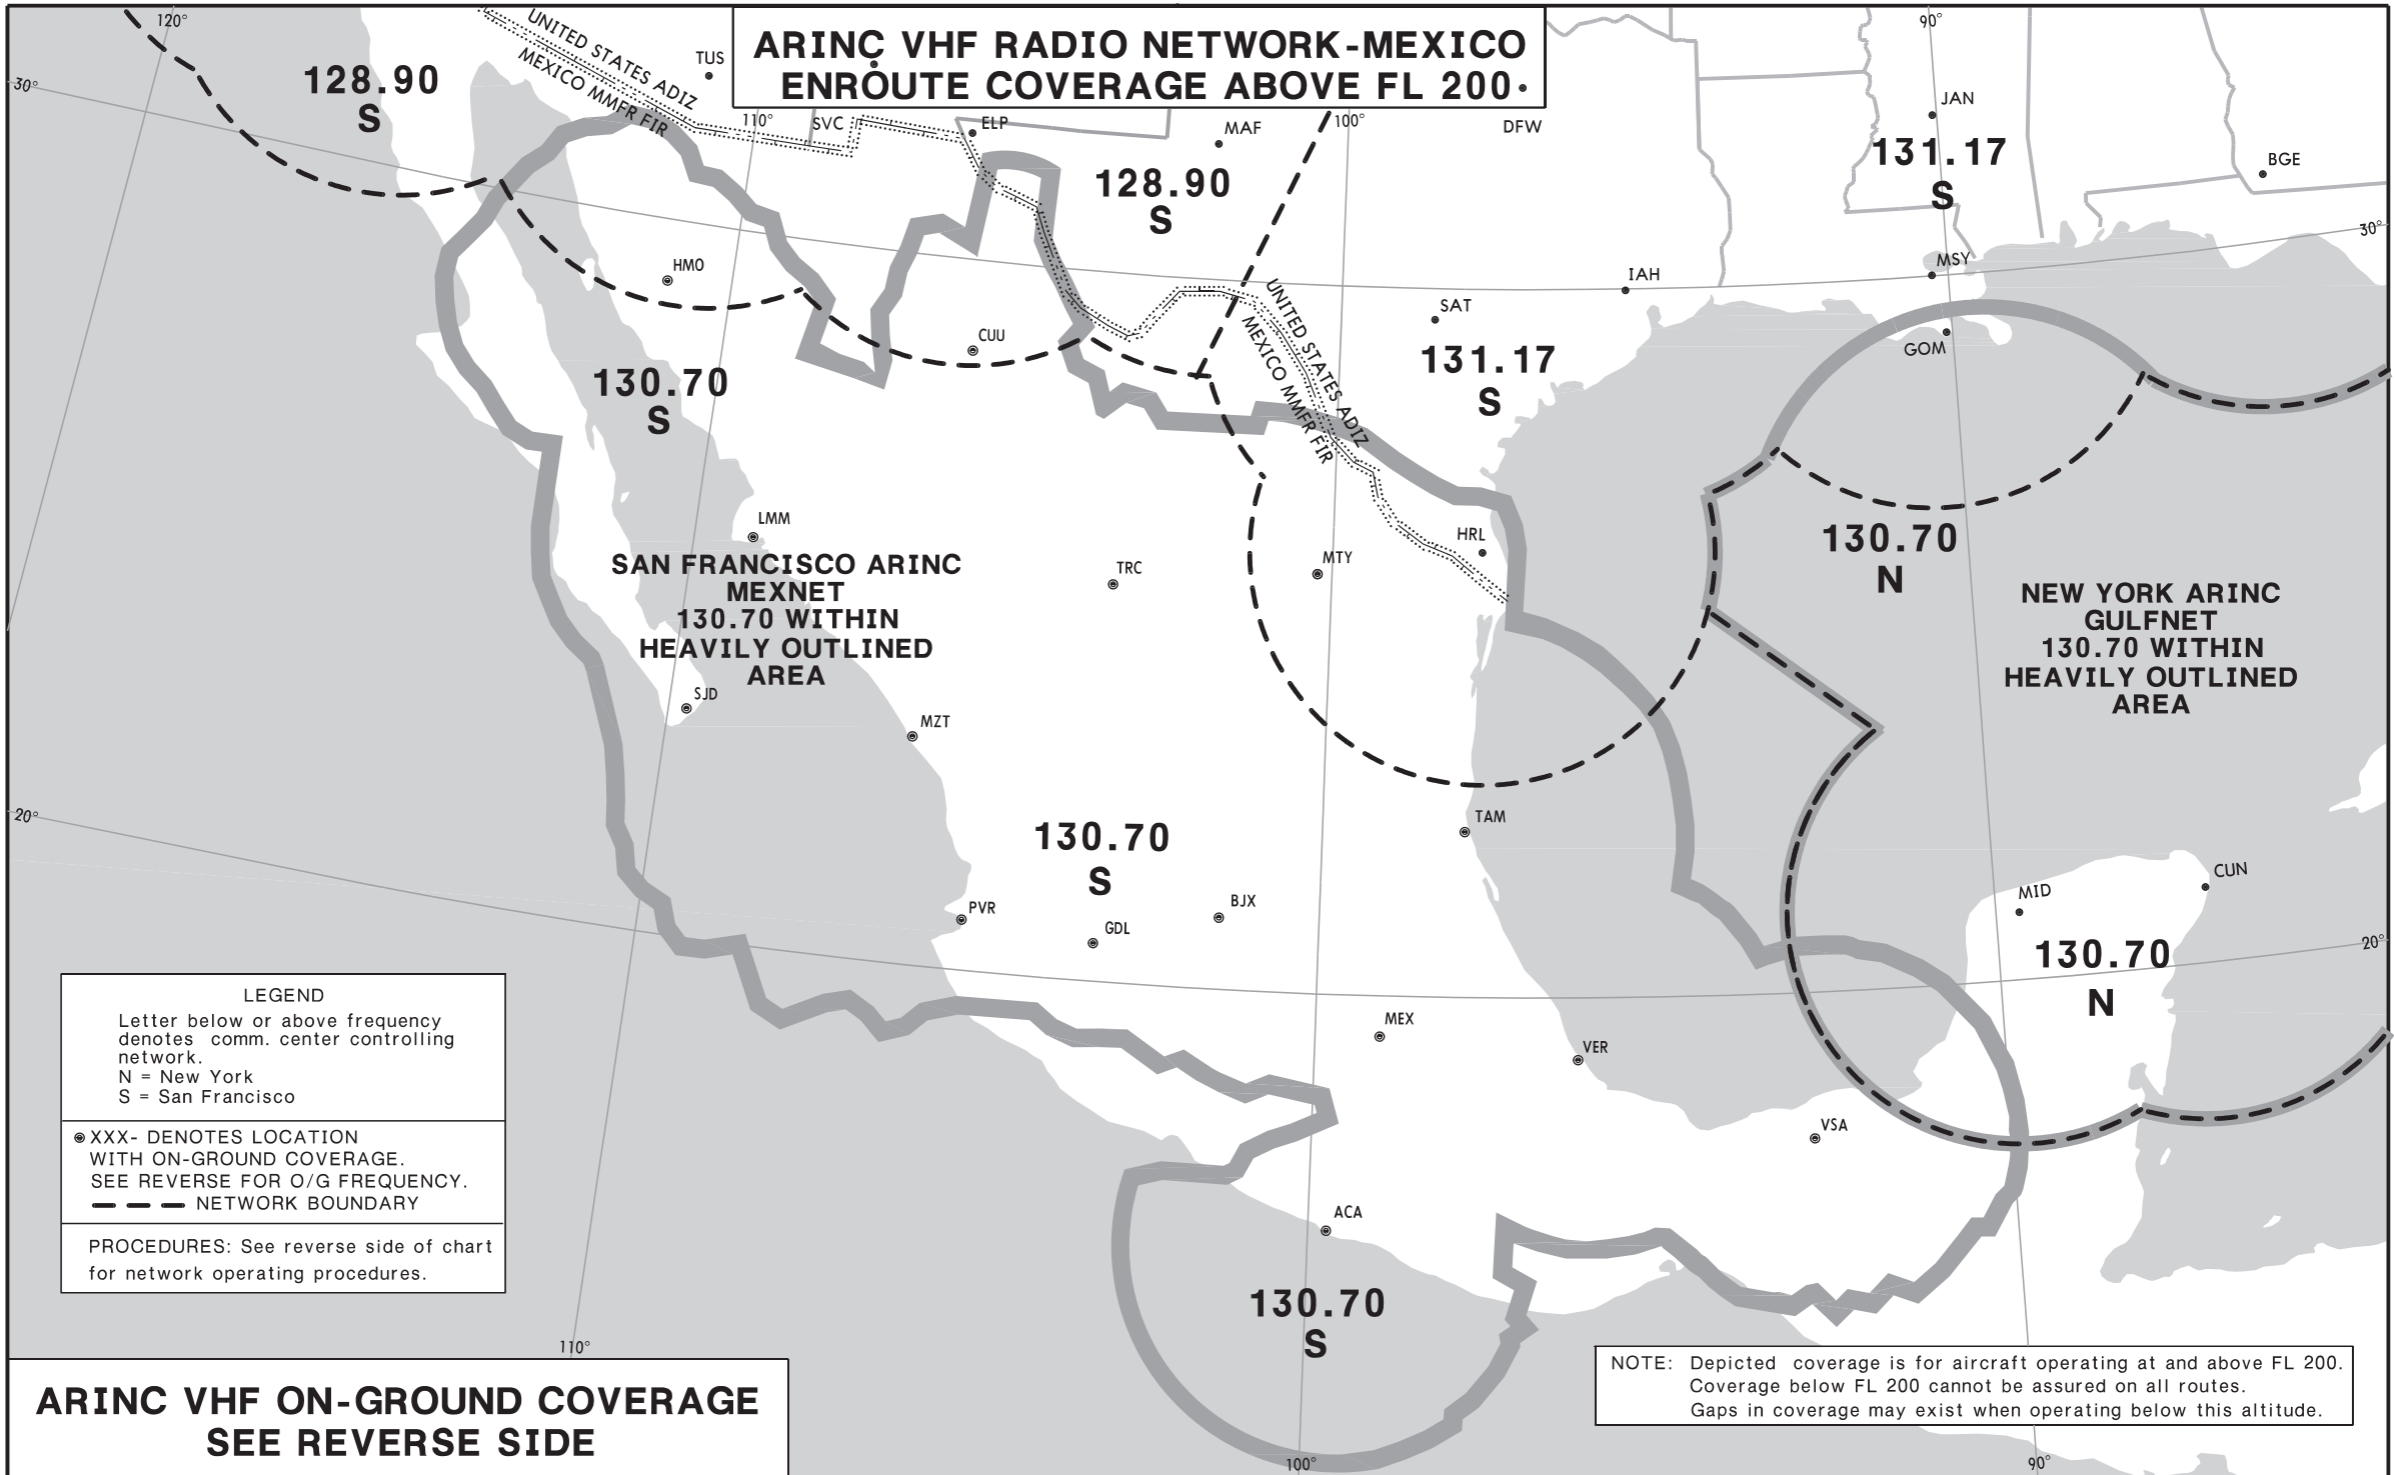 120°
UNITED STATES ADIZ
MEXICO MMFR FIR
TUS
ARINC VHF RADIO NETWORK-MEXICO
ENROUTE COVERAGE ABOVE FL 200
90°
30°
128.90
S
110°
SVC
ELP
MAF
100°
DFW
JAN
131.17
S
BGE
128.90
S
30°
HMO
MSY
IAH
UNITED STATES ADIZ
MEXICO MMFR FIR
SAT
CUU
GOM
131.17
S
130.70
S
LMM
HRL
130.70
N
MTY
TRC
SAN FRANCISCO ARINC
MEXNET
130.70 WITHIN
HEAVILY OUTLINED
AREA
NEW YORK ARINC
GULFNET
130.70 WITHIN
HEAVILY OUTLINED
AREA
SJD
MZT
20°
TAM
130.70
S
CUN
MID
BJX
PVR
GDL
20°
130.70
N
LEGEND
Letter below or above frequency
denotes comm. center controlling
network.
N = New York
S = San Francisco
MEX
VER
VSA
XXX- DENOTES LOCATION
WITH ON-GROUND COVERAGE.
SEE REVERSE FOR O/G FREQUENCY.
NETWORK BOUNDARY
ACA
PROCEDURES: See reverse side of chart
for network operating procedures.
130.70
S
110°
NOTE: Depicted coverage is for aircraft operating at and above FL 200.
Coverage below FL 200 cannot be assured on all routes.
Gaps in coverage may exist when operating below this altitude.
ARINC VHF ON-GROUND COVERAGE
SEE REVERSE SIDE
100°
90°